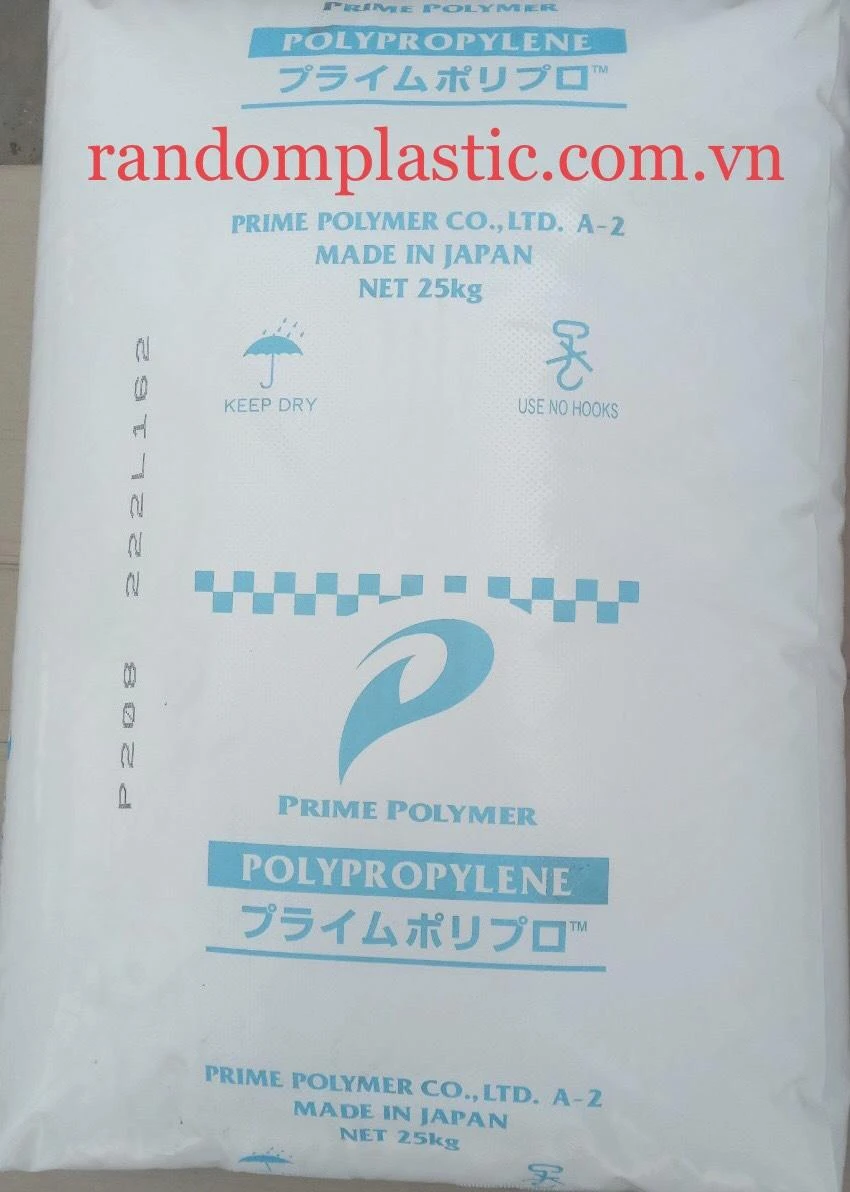 PRIME POLYMER
POLYPROPYLENE
プライムポリプロ™
randomplastic.com.vn
PRIME POLYMER CO.,LTD. A-2
MADE IN JAPAN
NET 25kg
KEEP DRY
USE NO HOOKS
P208 222L162
PRIME POLYMER
POLYPROPYLENE
プライムポリプロ™
PRIME POLYMER CO.,LTD. A-2
MADE IN JAPAN
NET 25kg